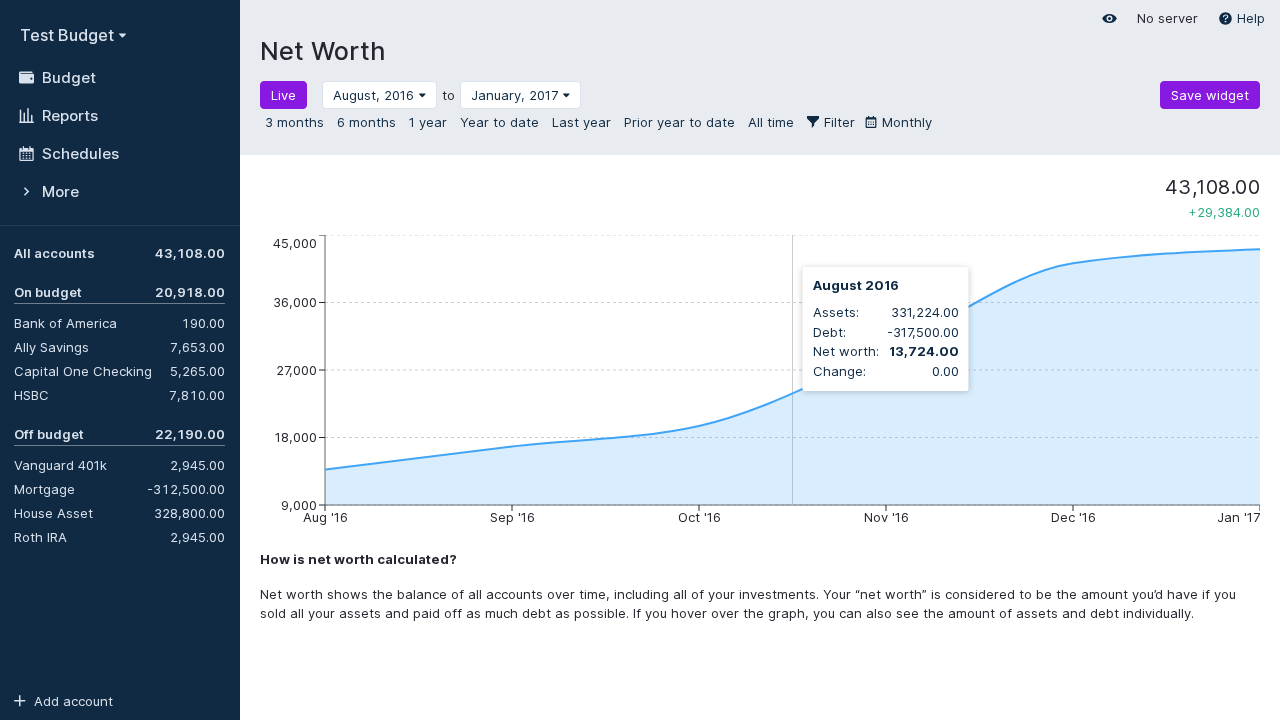 Test Budget
Budget
Reports
Schedules
More
All accounts 43,108.00
On budget 20,918.00
Bank of America 190.00
Ally Savings 7,653.00
Capital One Checking 5,265.00
HSBC 7,810.00
Off budget 22,190.00
Vanguard 401k 2,945.00
Mortgage -312,500.00
House Asset 328,800.00
Roth IRA 2,945.00
Add account
No server Help
Net Worth
Live August, 2016 to January, 2017 Save widget
3 months 6 months 1 year Year to date Last year Prior year to date All time Filter Monthly
43,108.00
+29,384.00
45,000
36,000
27,000
18,000
9,000
Aug '16 Sep '16 Oct '16 Nov '16 Dec '16 Jan '17
August 2016
Assets: 331,224.00
Debt: -317,500.00
Net worth: 13,724.00
Change: 0.00
How is net worth calculated?
Net worth shows the balance of all accounts over time, including all of your investments. Your “net worth” is considered to be the amount you’d have if you
sold all your assets and paid off as much debt as possible. If you hover over the graph, you can also see the amount of assets and debt individually.